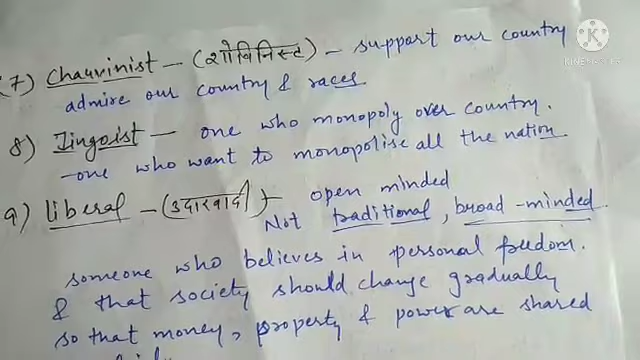 KINEMASTER
(7) Chauvinist - (शोविनिस्ट) - support our country
admire our country & races
8) Jingoist - one who monopoly over country.
-one who want to monopolise all the nation
9) liberal - (उदारवादी) - open minded
Not traditional, broad-minded.
someone who believes in personal freedom.
& that society should change gradually
so that money, property & power are shared